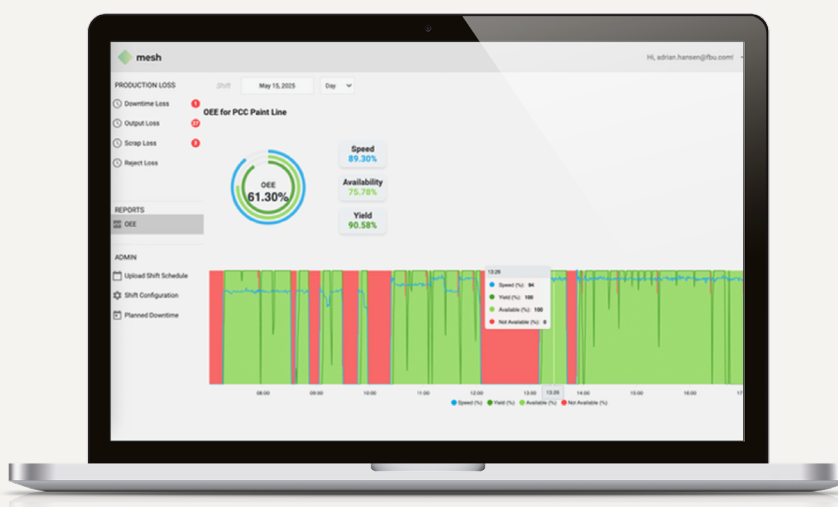 mesh
Hi, adrian.hansen@fbu.com!
PRODUCTION LOSS
Downtime Loss 1
Output Loss
Scrap Loss
Reject Loss
REPORTS
OEE
ADMIN
Upload Shift Schedule
Shift Configuration
Planned Downtime
Shift May 15, 2025 Day
OEE for PCC Paint Line
OEE
61.30%
Speed
89.30%
Availability
75.78%
Yield
90.58%
13:26
Speed (%): 94
Yield (%): 100
Available (%): 100
Not Available (%): 0
08:00 09:00 10:00 11:00 12:00 13:00 13:26 14:00 15:00 16:00 17
Speed (%) Yield (%) Available (%) Not Available (%)